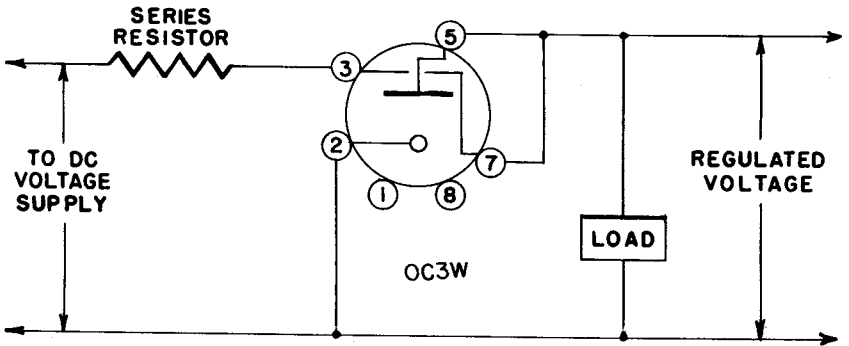 SERIES
RESISTOR
5
3
2
7
1
8
TO DC
VOLTAGE
SUPPLY
REGULATED
VOLTAGE
LOAD
OC3W